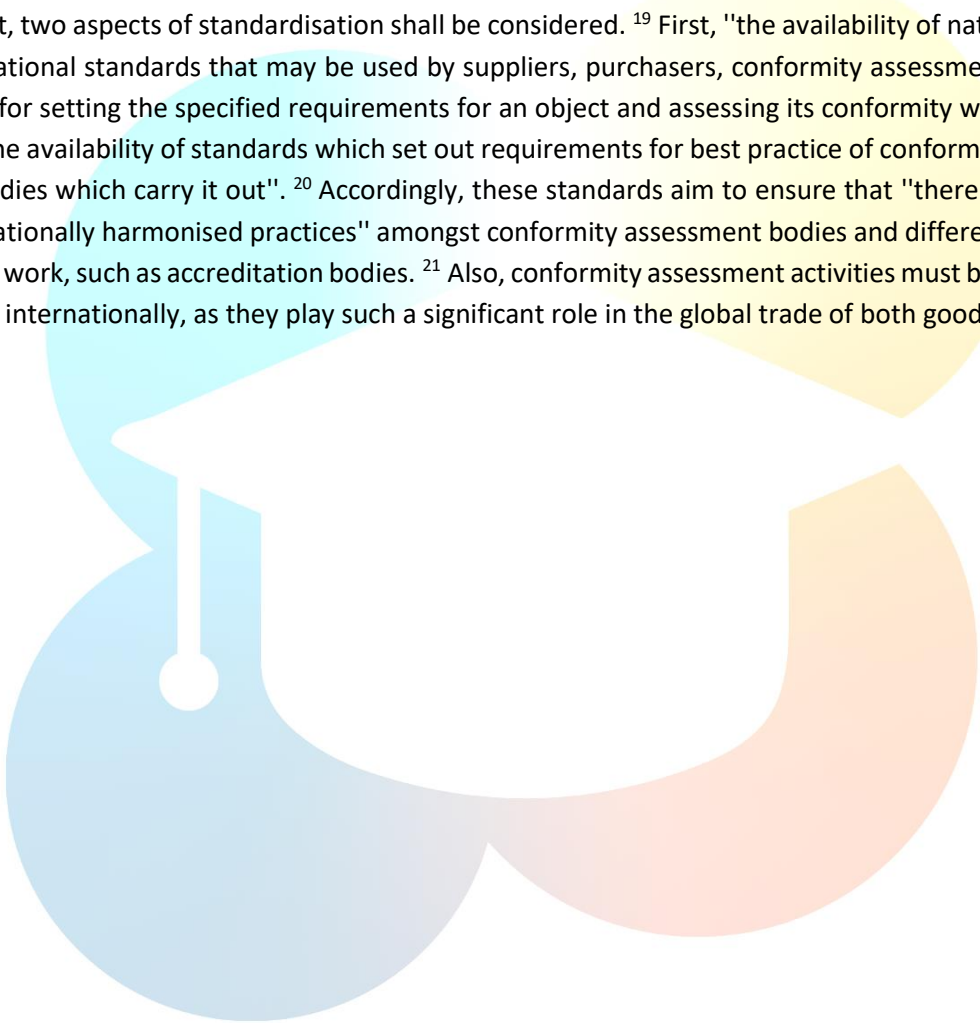 t, two aspects of standardisation shall be considered. 19 First, ''the availability of nat
ational standards that may be used by suppliers, purchasers, conformity assessme
for setting the specified requirements for an object and assessing its conformity w
ne availability of standards which set out requirements for best practice of conform
dies which carry it out''. 20 Accordingly, these standards aim to ensure that ''there
ationally harmonised practices'' amongst conformity assessment bodies and differe
work, such as accreditation bodies. 21 Also, conformity assessment activities must b
internationally, as they play such a significant role in the global trade of both good